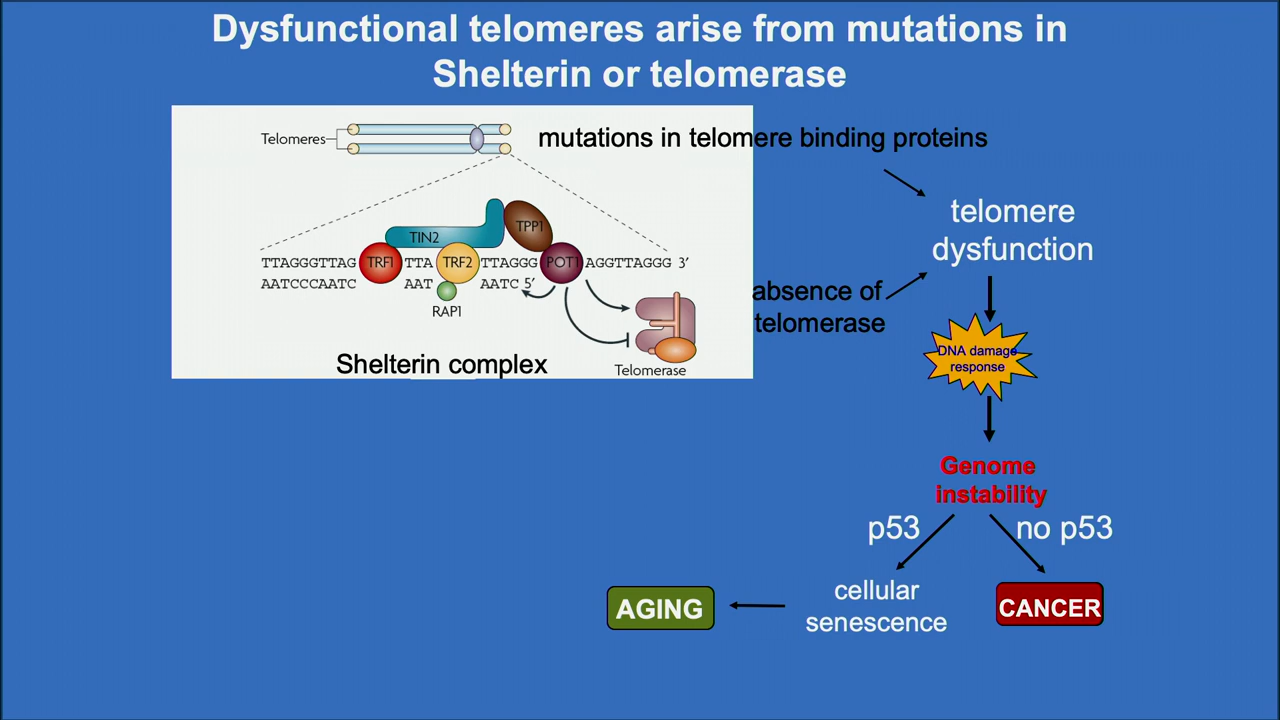 Dysfunctional telomeres arise from mutations in
Shelterin or telomerase
Telomeres
mutations in telomere binding proteins
telomere
dysfunction
TIN2
TPP1
TTAGGGTTAG TRF1 TTA TRF2 TTAGGG POT1 AGGTTAGGG 3′
AATCCCAATC AAT AATC 5′
RAP1
absence of
telomerase
Shelterin complex
Telomerase
DNA damage
response
Genome
instability
p53
no p53
cellular
senescence
AGING
CANCER